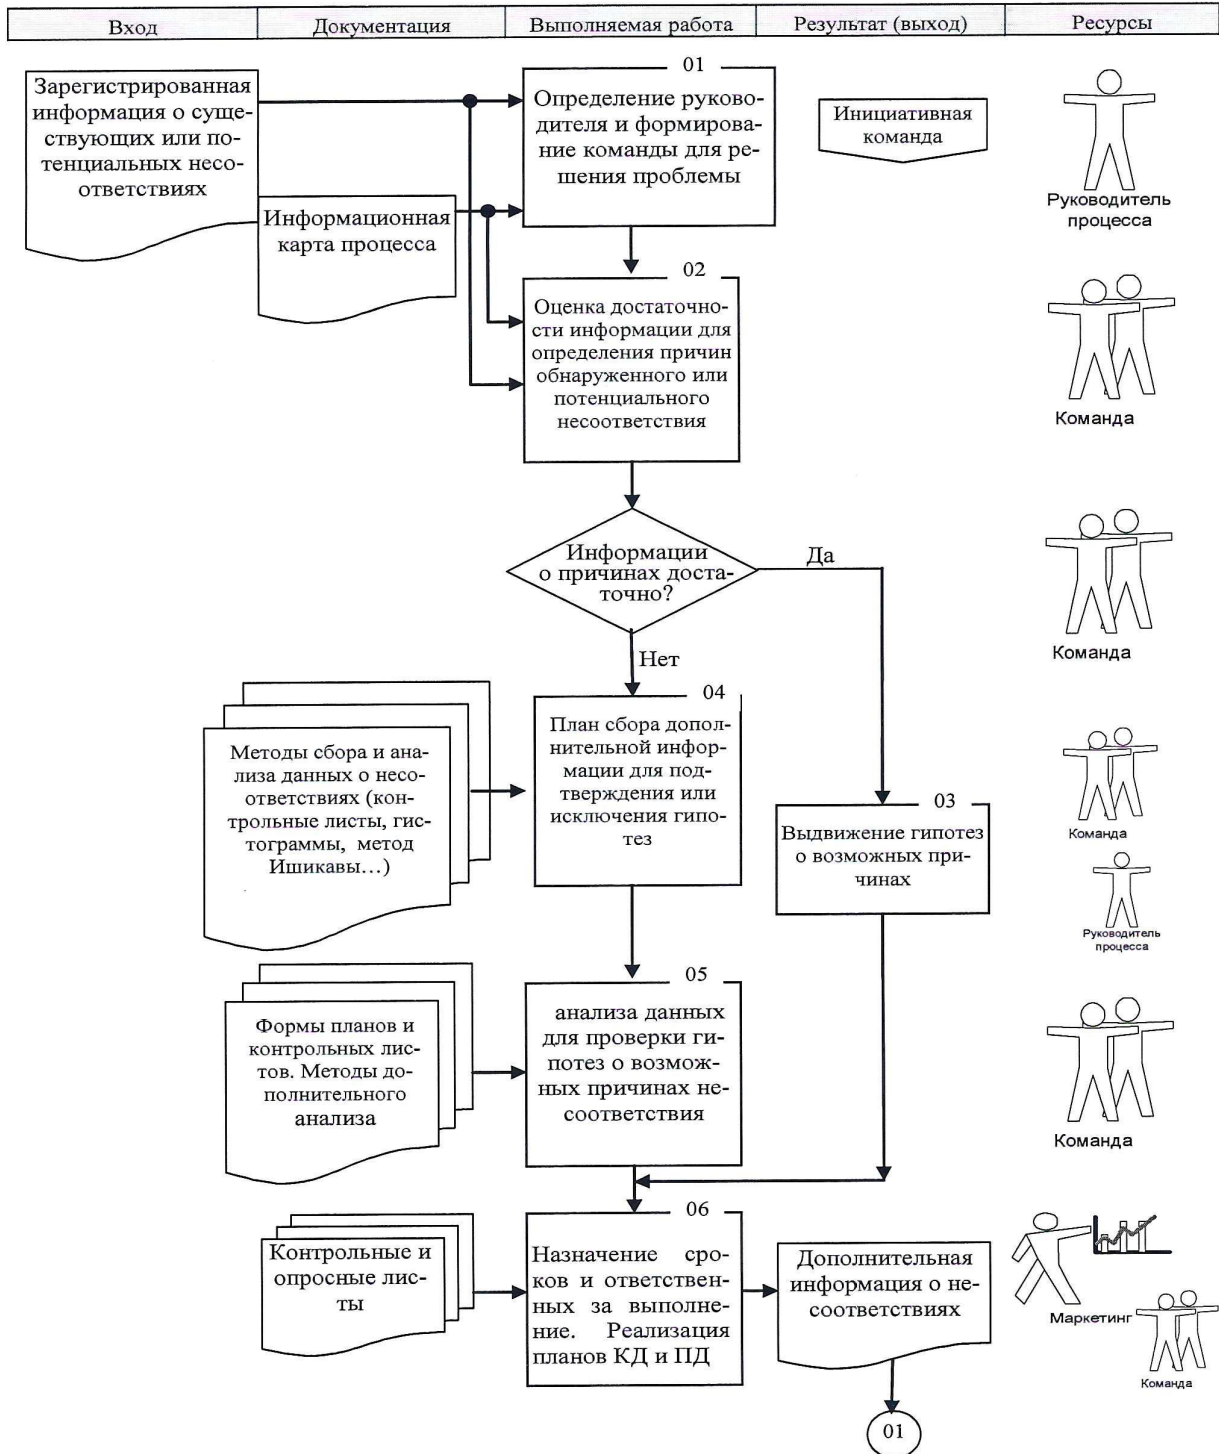 Вход
Документация
Выполняемая работа
Результат (выход)
Ресурсы
01
Зарегистрированная
информация о суще-
ствующих или по-
тенциальных несо-
ответствиях
Определение руково-
дителя и формирова-
ние команды для ре-
шения проблемы
Инициативная
команда
Руководитель
процесса
Информационная
карта процесса
02
Оценка достаточно-
сти информации для
определения причин
обнаруженного или
потенциального
несоответствия
Команда
Информации
о причинах доста-
точно?
Да
Нет
Команда
04
План сбора допол-
нительной инфор-
мации для под-
тверждения или
исключения гипо-
тез
Методы сбора и ана-
лиза данных о несо-
ответствиях (кон-
трольные листы, гис-
тограммы, метод
Ишикавы…)
03
Выдвижение гипотез
о возможных при-
чинах
Команда
Руководитель
процесса
05
анализа данных
для проверки ги-
потез о возмож-
ных причинах не-
соответствия
Формы планов и
контрольных лис-
тов. Методы до-
полнительного
анализа
Команда
06
Контрольные и
опросные лис-
ты
Назначение сро-
ков и ответствен-
ных за выполне-
ние. Реализация
планов КД и ПД
Дополнительная
информация о не-
соответствиях
Маркетинг
Команда
01